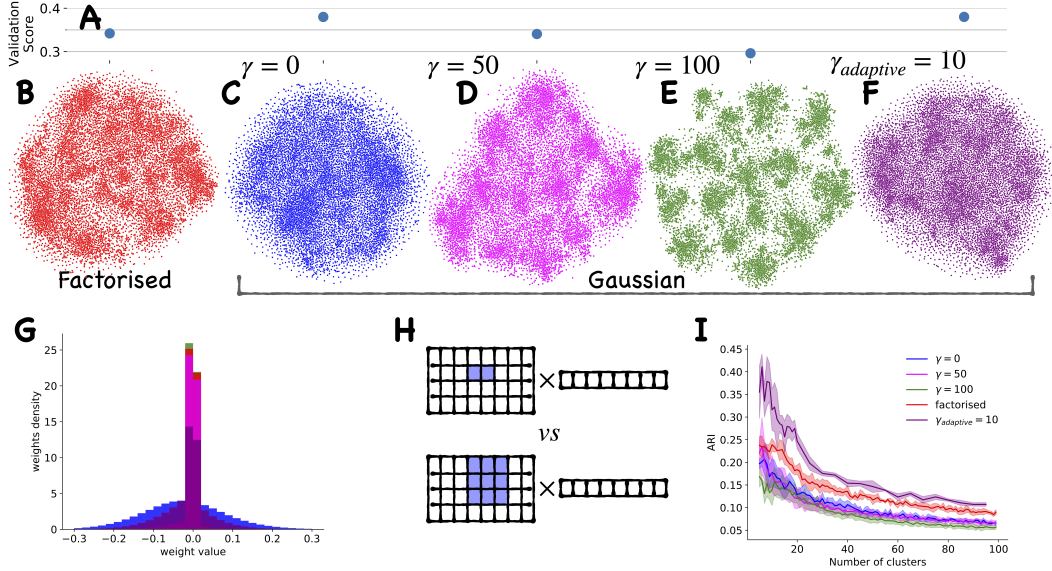 A
Validation
Score
0.4
0.3
γ = 0
γ = 50
γ = 100
γadaptive = 10
B
C
D
E
F
Factorised
Gaussian
G
weights density
25
20
15
10
5
0
−0.3 −0.2 −0.1 0.0 0.1 0.2 0.3
weight value
H
×
vs
×
I
ARI
0.45
0.40
0.35
0.30
0.25
0.20
0.15
0.10
0.05
20 40 60 80 100
Number of clusters
γ = 0
γ = 50
γ = 100
factorised
γadaptive = 10